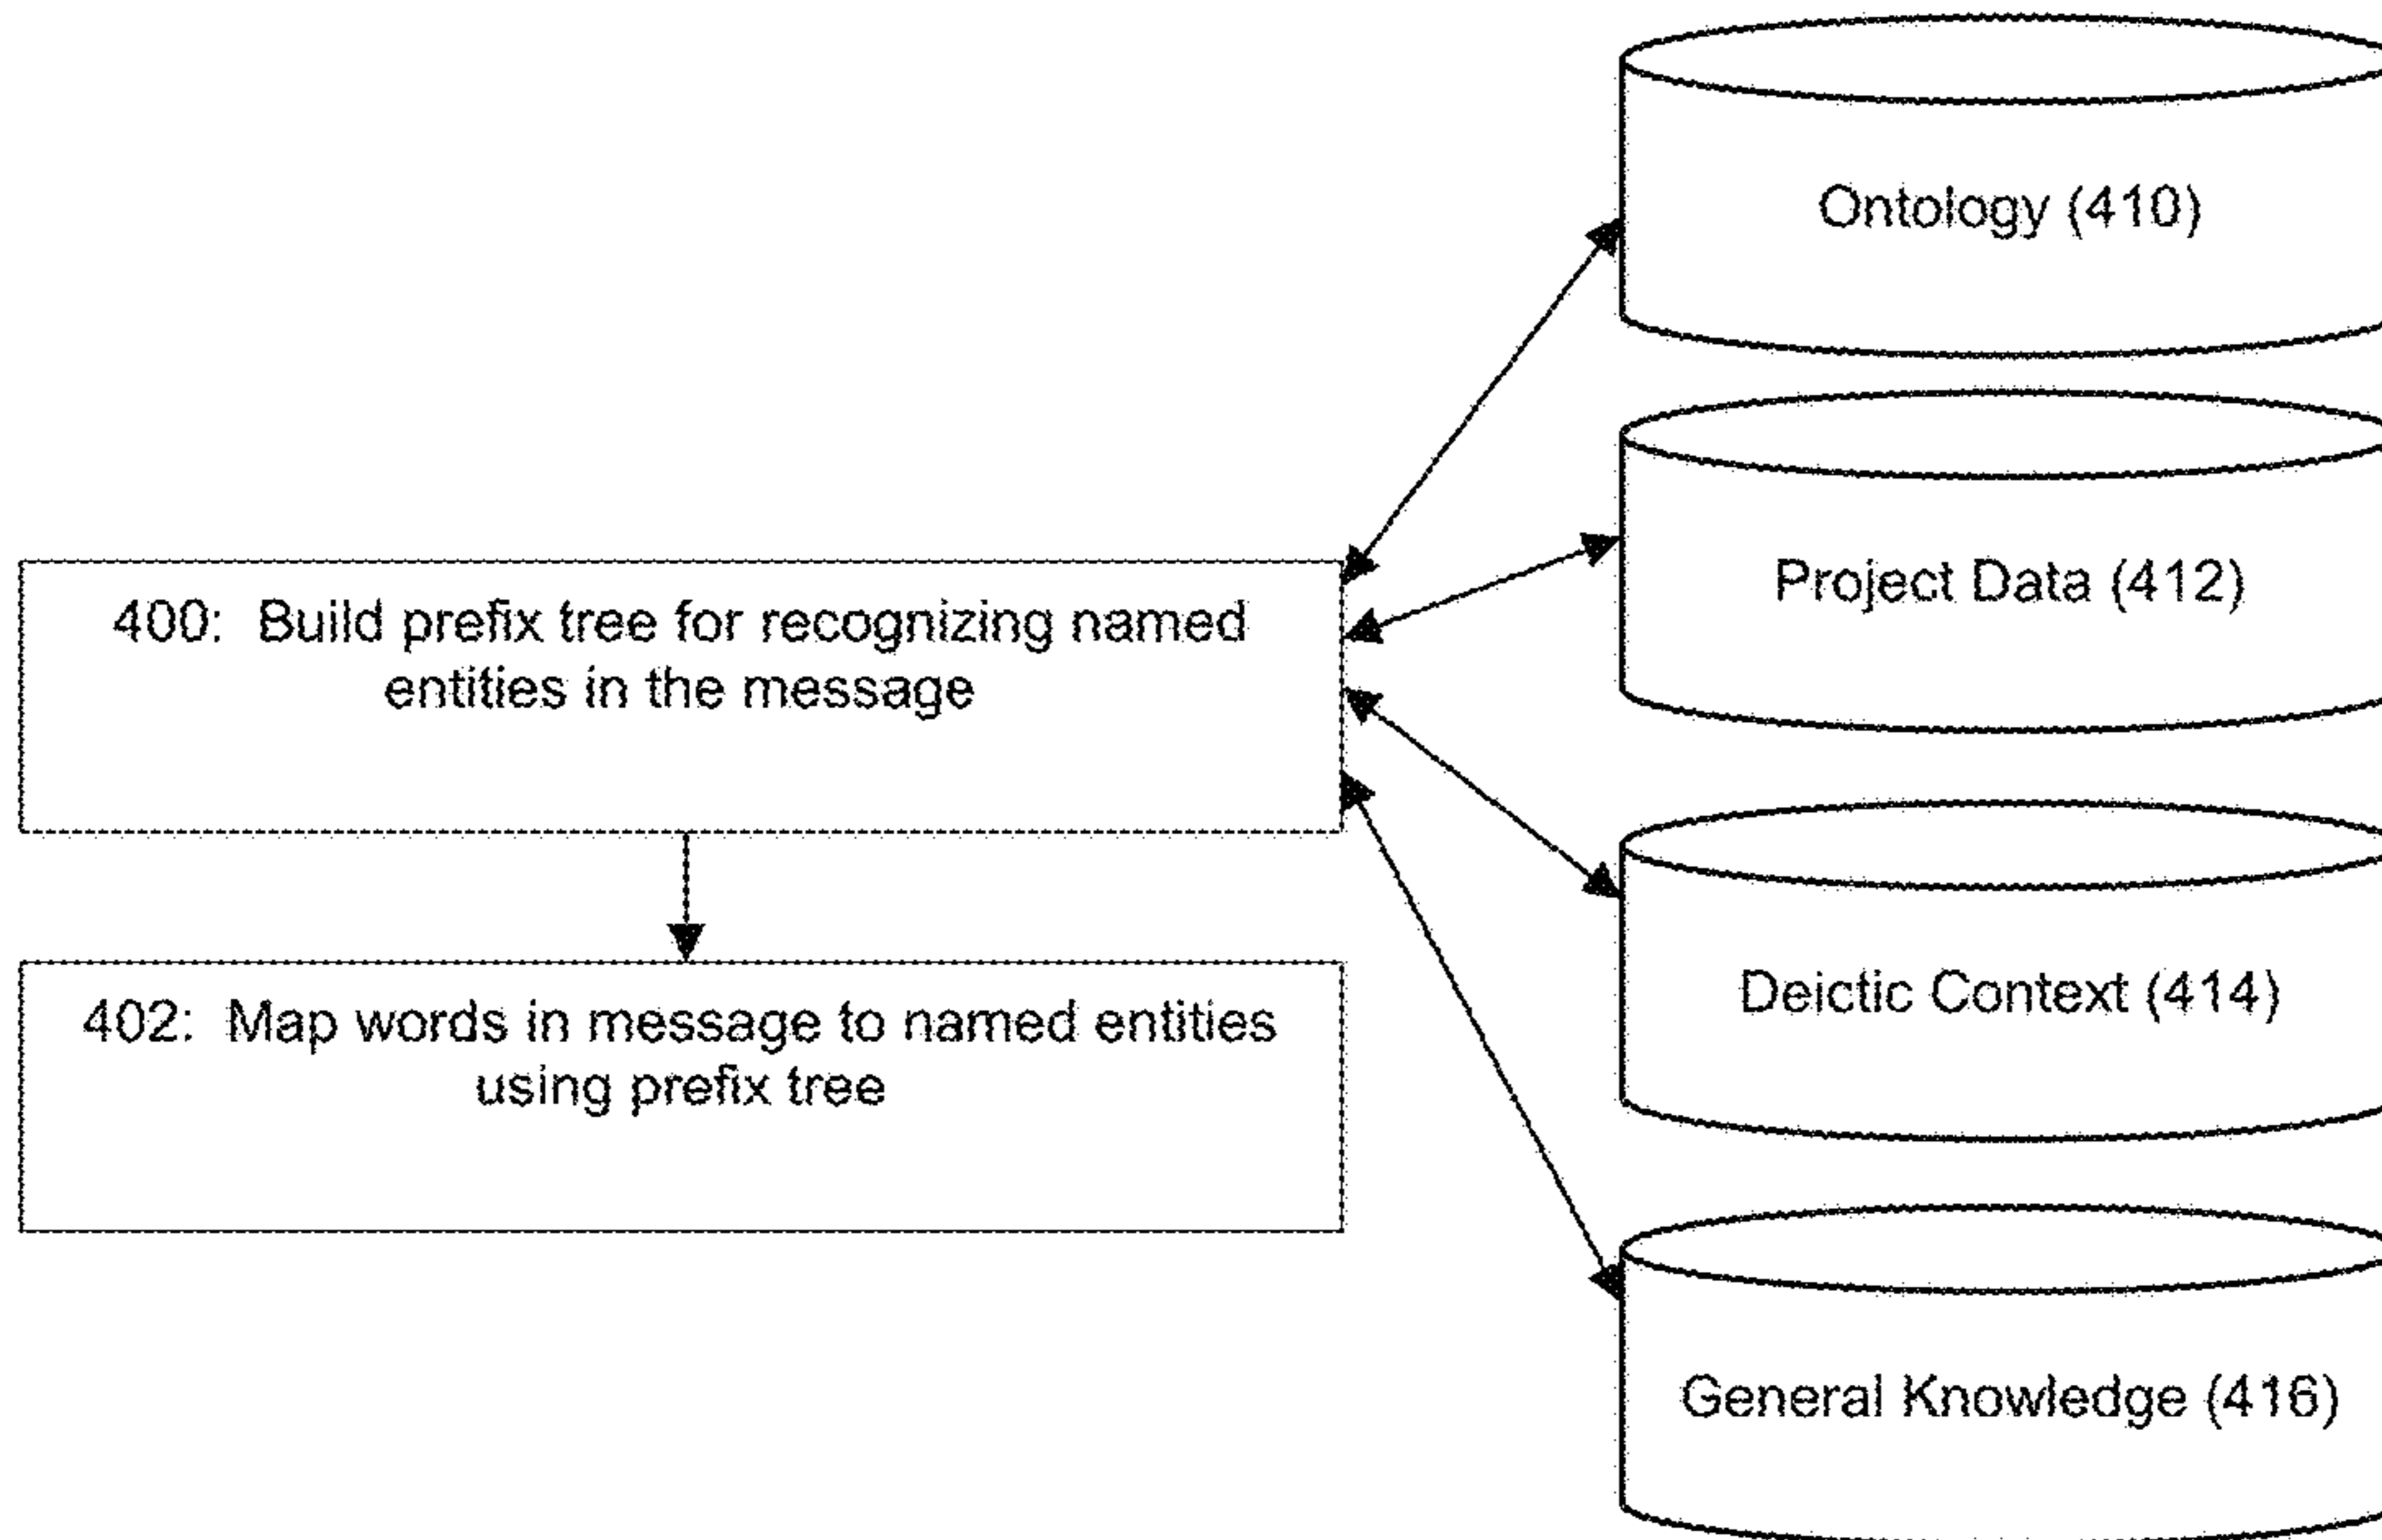 Ontology (410)
Project Data (412)
400: Build prefix tree for recognizing named
entities in the message
Deictic Context (414)
402: Map words in message to named entities
using prefix tree
General Knowledge (416)